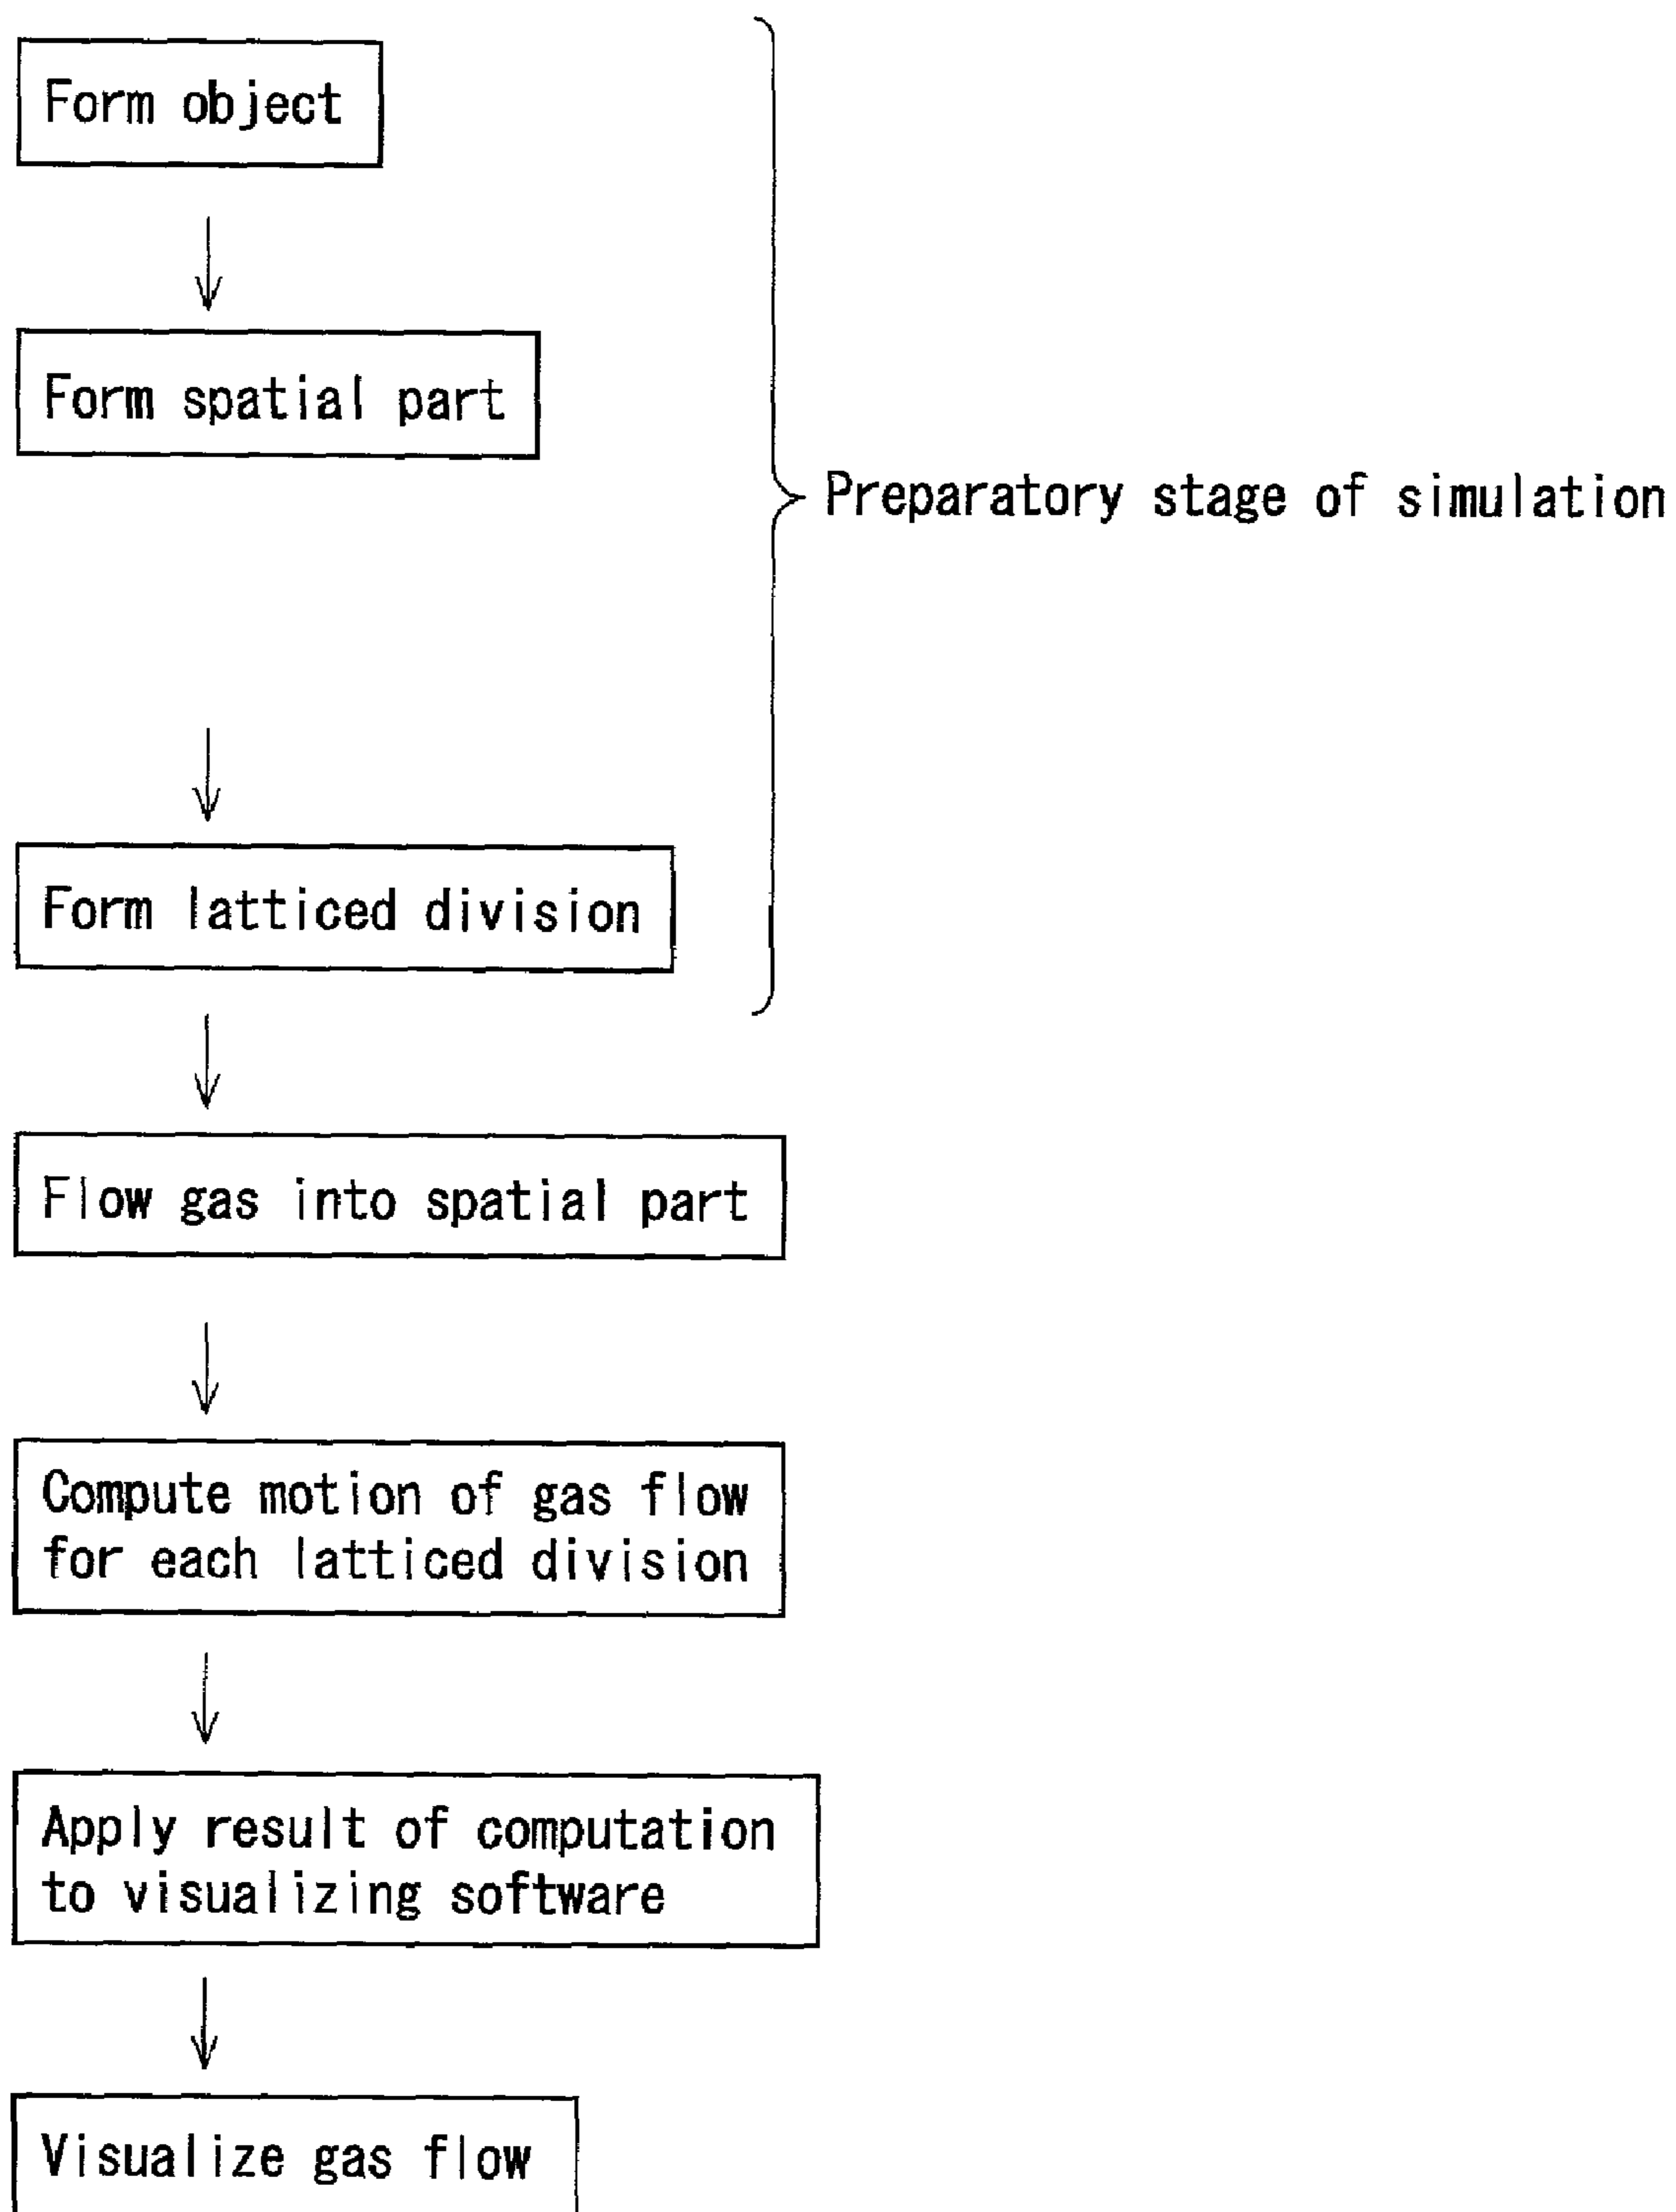 Form object
Form spatial part
Preparatory stage of simulation
Form latticed division
Flow gas into spatial part
Compute motion of gas flow
for each latticed division
Apply result of computation
to visualizing software
Visualize gas flow